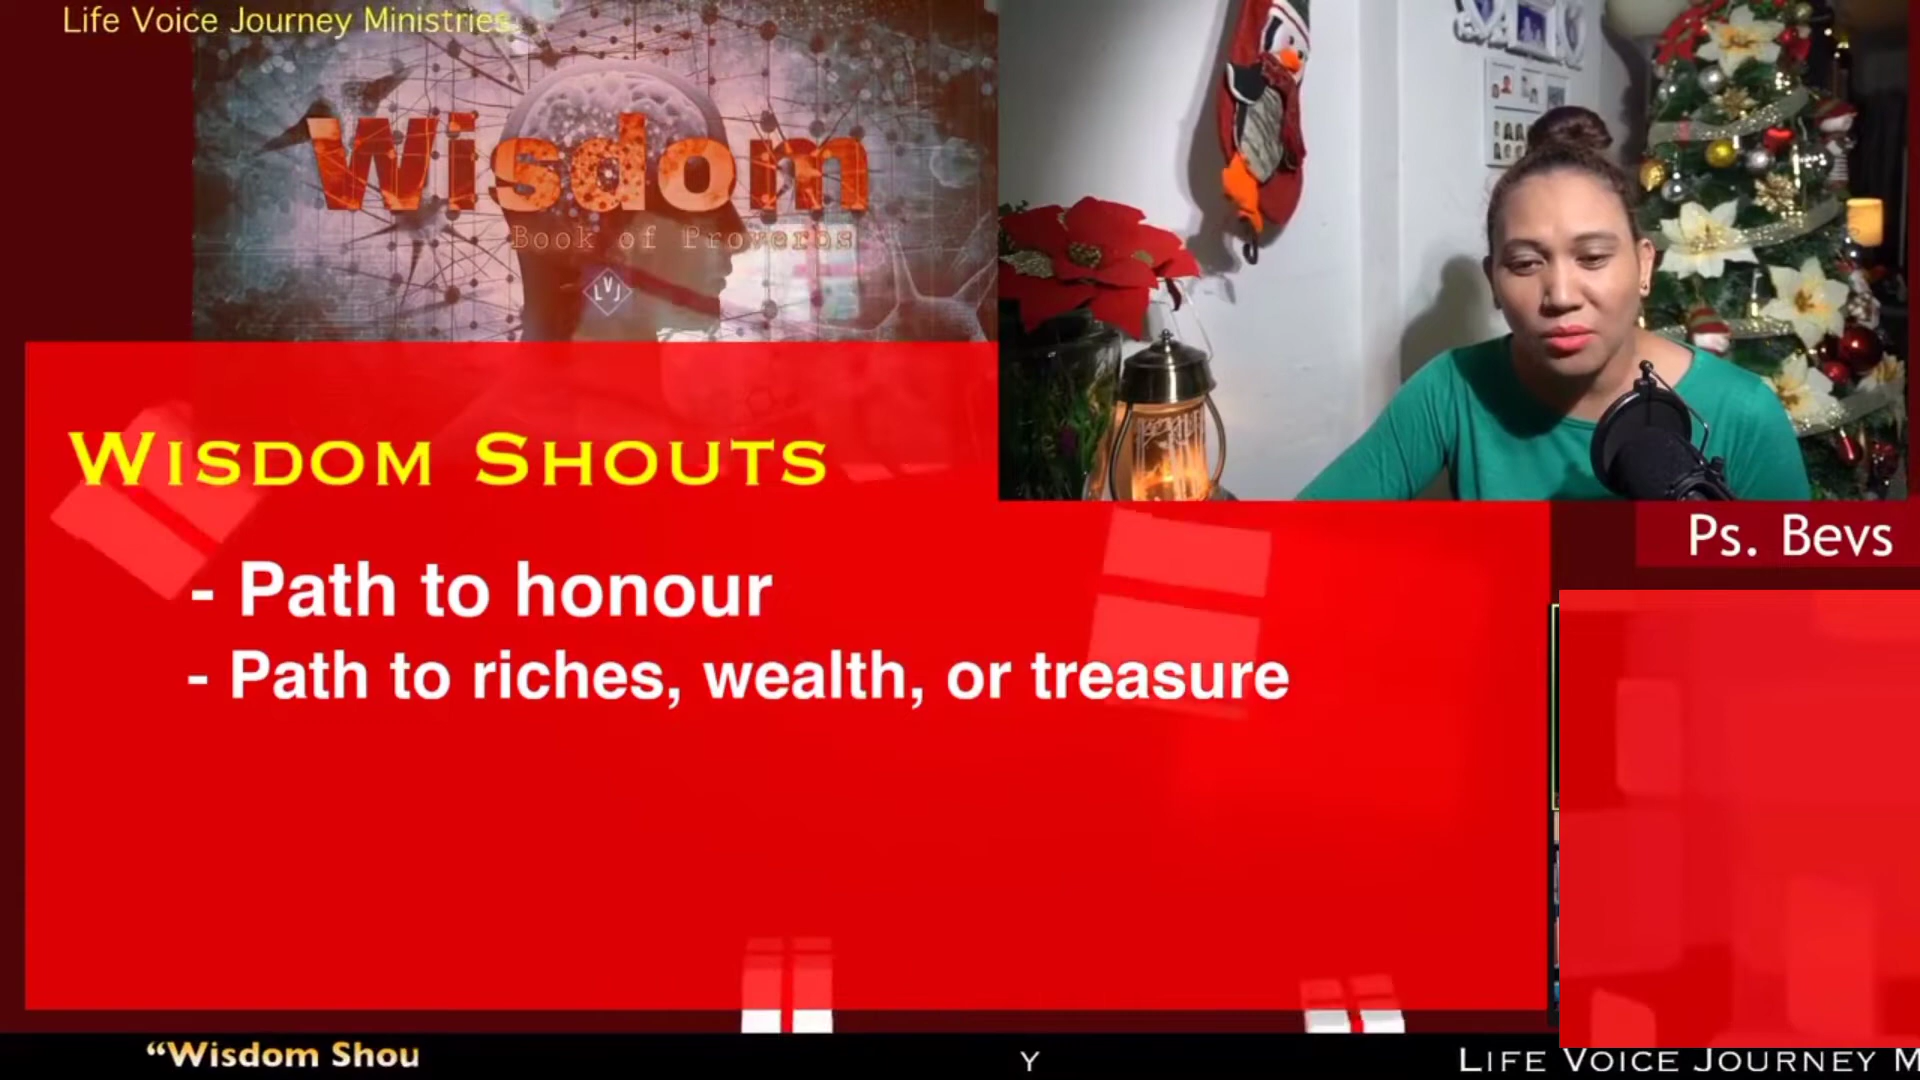 Life Voice Journey Ministries
Wisdom
Book of Proverbs
LVJ
Wisdom Shouts
- Path to honour
- Path to riches, wealth, or treasure
Ps. Bevs
“Wisdom Shou
Y
Life Voice Journey M